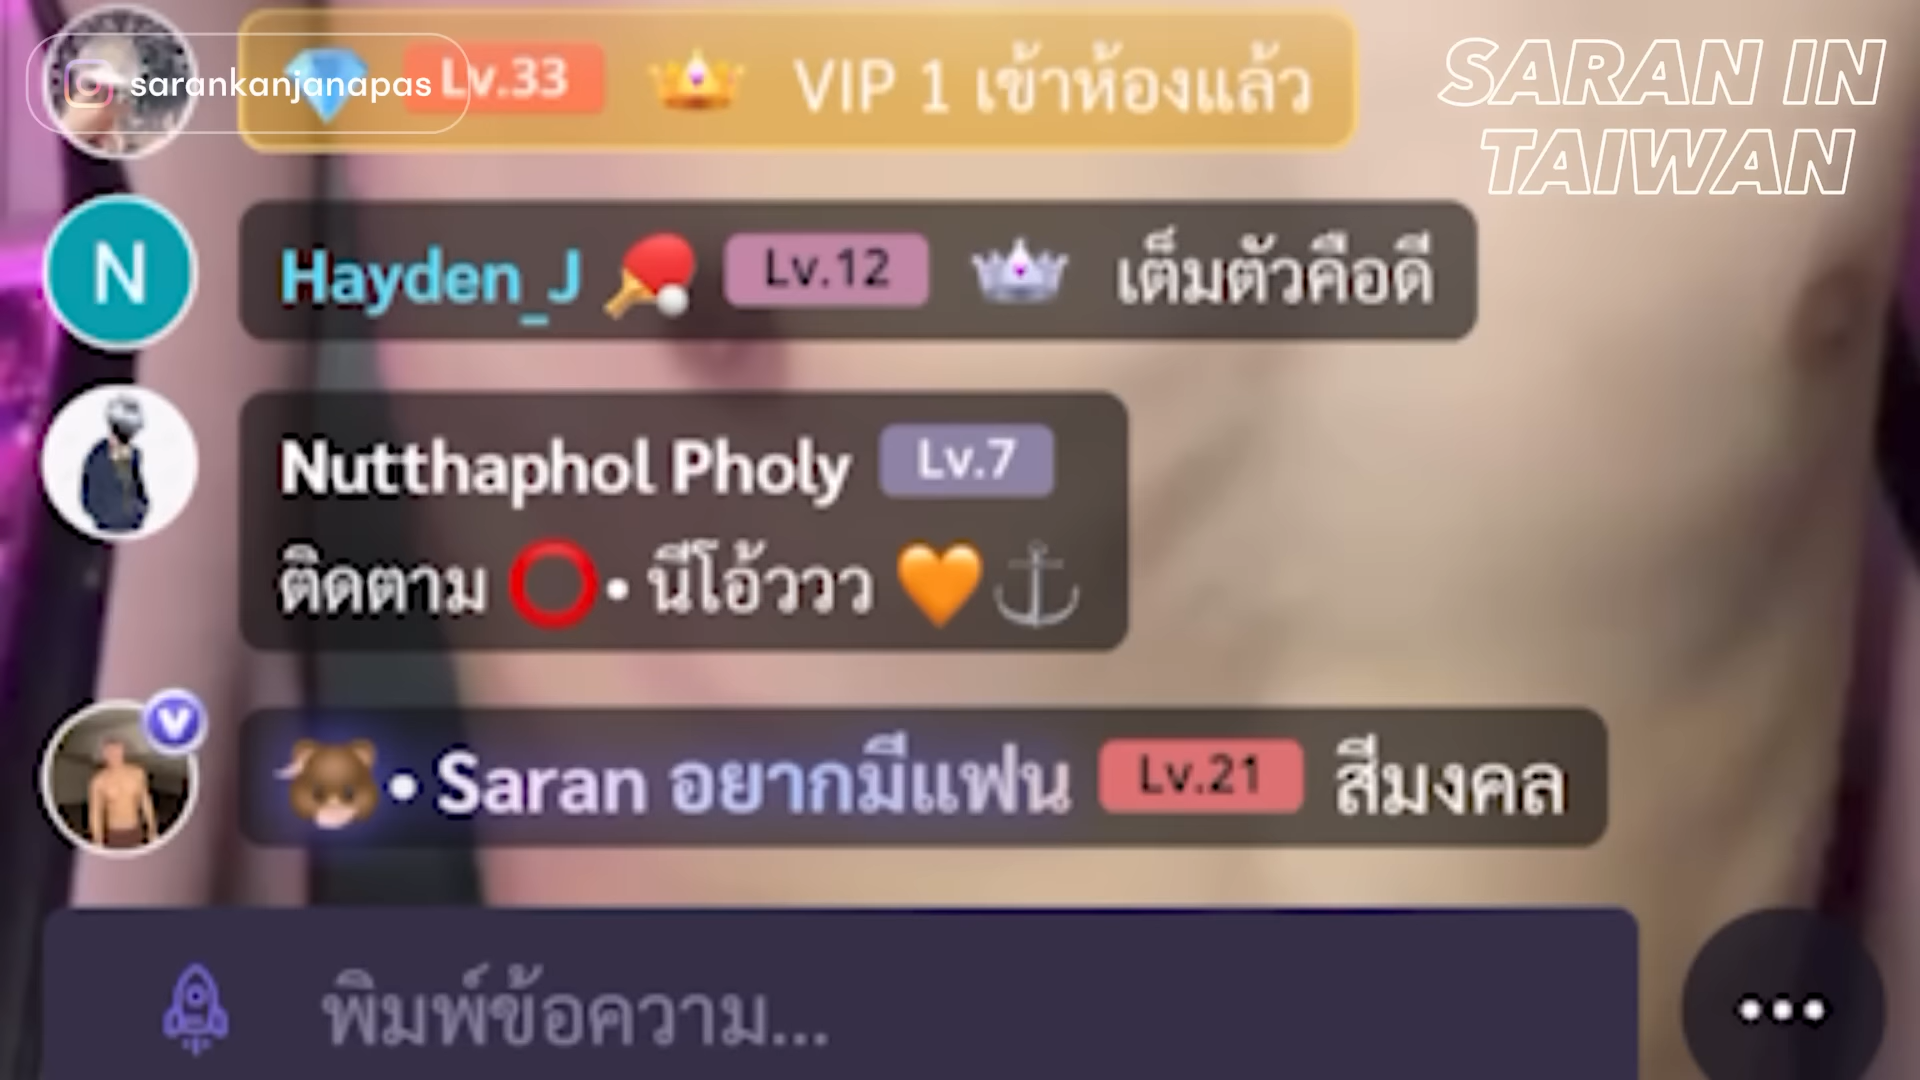 sarankanjanapas
Lv.33 VIP 1 เข้าห้องแล้ว
SARAN IN
TAIWAN
N
Hayden_J Lv.12 เต็มตัวคือดี
Nutthaphol Pholy Lv.7
ติดตาม ⭕• นีโอ้ววว 🧡⚓
V
🐻• Saran อยากมีแฟน Lv.21 สีมงคล
พิมพ์ข้อความ...